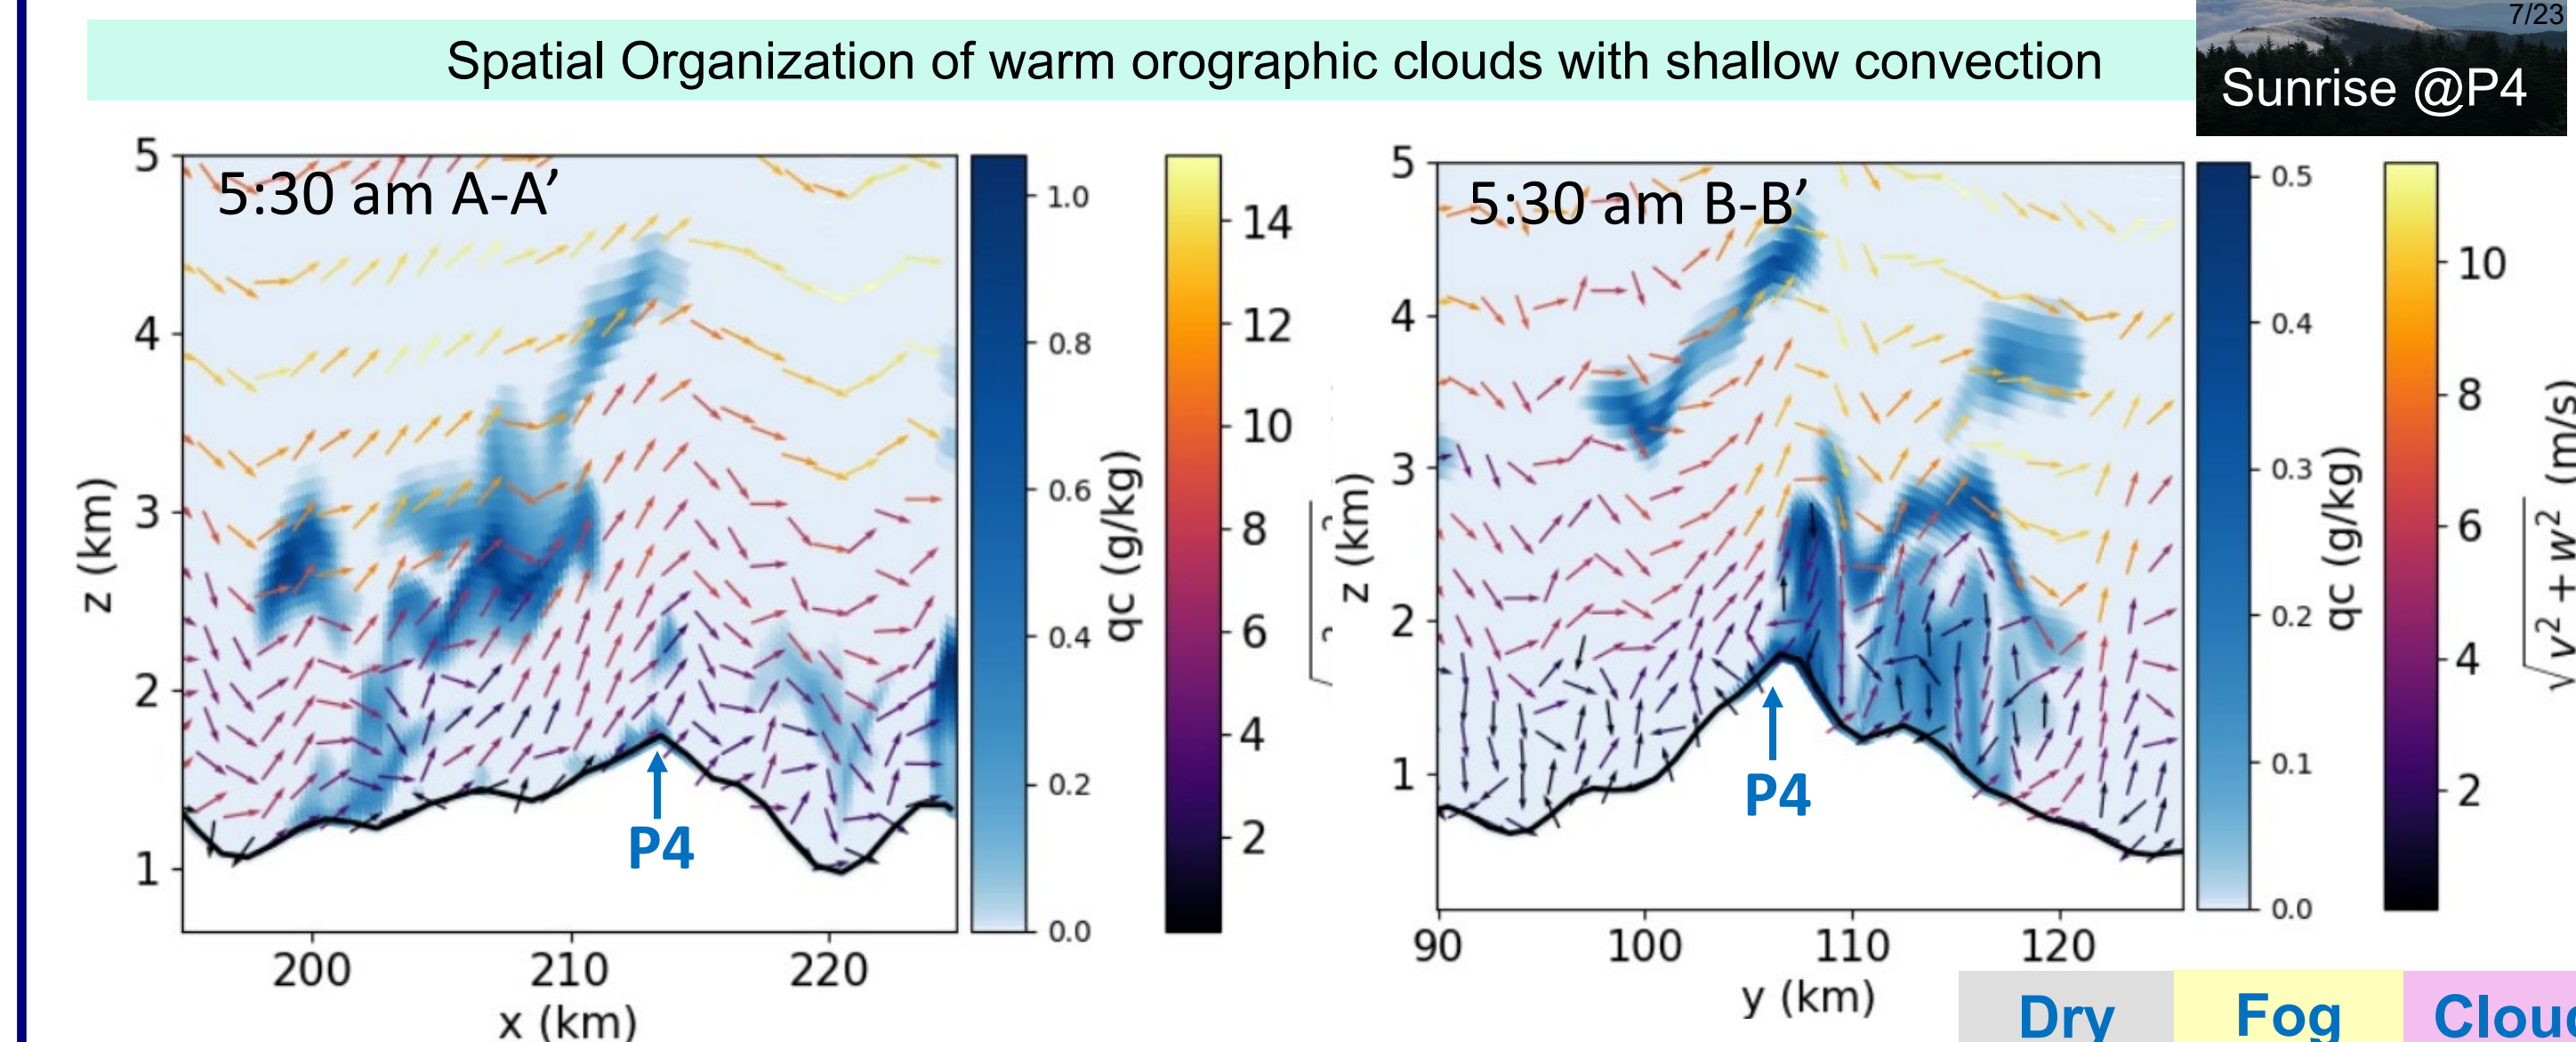 7/23
Spatial Organization of warm orographic clouds with shallow convection
Sunrise @P4
5:30 am A-A’
5
4
3
2
1
z (km)
200
210
220
x (km)
P4
1.0
0.8
0.6
0.4
0.2
0.0
qc (g/kg)
14
12
10
8
6
4
2
5:30 am B-B’
5
4
3
2
1
z (km)
90
100
110
120
y (km)
P4
0.5
0.4
0.3
0.2
0.1
0.0
qc (g/kg)
10
8
6
4
2
√v² + w² (m/s)
Dry
Fog